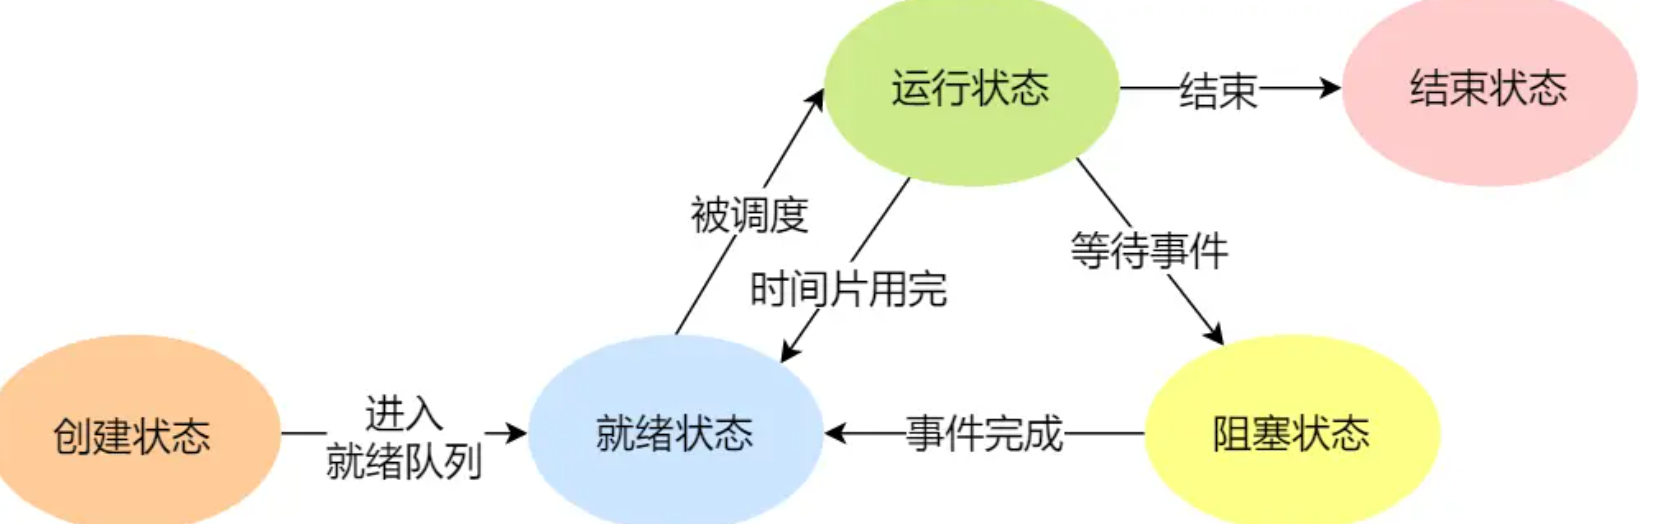 运行状态
结束
结束状态
被调度
等待事件
时间片用完
创建状态
进入
就绪队列
就绪状态
事件完成
阻塞状态